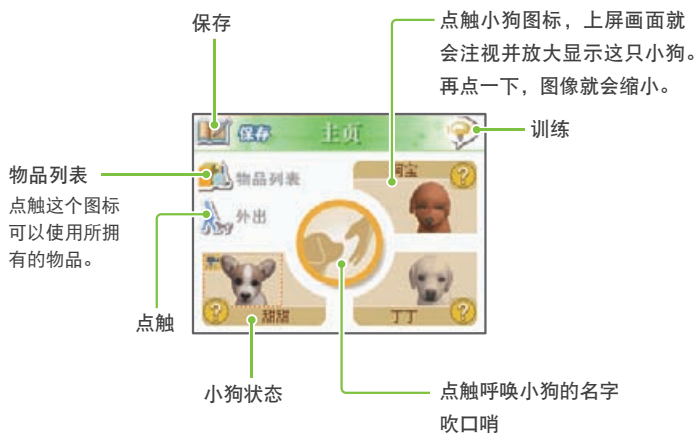 保存
点触小狗图标，上屏画面就
会注视并放大显示这只小狗。
再点一下，图像就会缩小。
保存
主页
训练
物品列表
点触这个图标
可以使用所拥
有的物品。
物品列表
外出
点触
甜甜
丁丁
小狗状态
点触呼唤小狗的名字
吹口哨